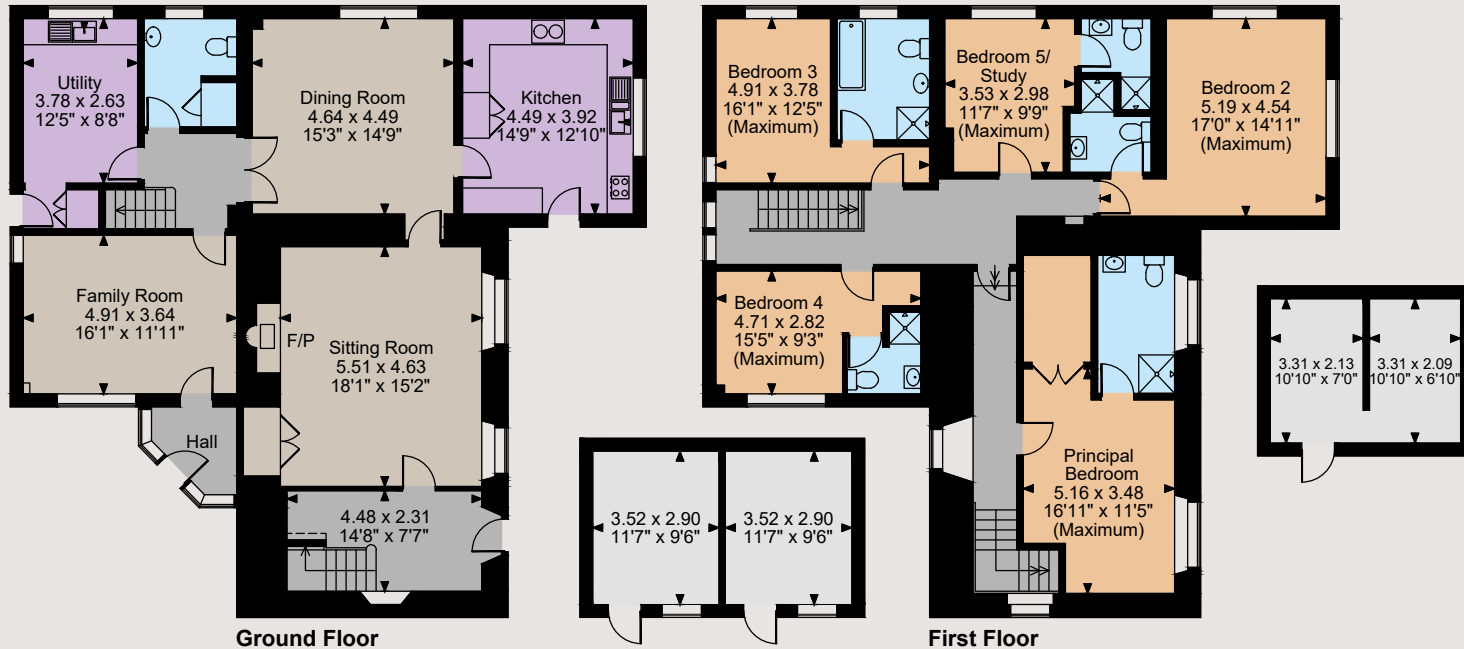 Utility
3.78 x 2.63
12'5" x 8'8"
Dining Room
4.64 x 4.49
15'3" x 14'9"
Kitchen
4.49 x 3.92
14'9" x 12'10"
Family Room
4.91 x 3.64
16'1" x 11'11"
F/P
Sitting Room
5.51 x 4.63
18'1" x 15'2"
Hall
4.48 x 2.31
14'8" x 7'7"
Ground Floor
3.52 x 2.90
11'7" x 9'6"
3.52 x 2.90
11'7" x 9'6"
Bedroom 3
4.91 x 3.78
16'1" x 12'5"
(Maximum)
Bedroom 5/
Study
3.53 x 2.98
11'7" x 9'9"
(Maximum)
Bedroom 2
5.19 x 4.54
17'0" x 14'11"
(Maximum)
Bedroom 4
4.71 x 2.82
15'5" x 9'3"
(Maximum)
Principal
Bedroom
5.16 x 3.48
16'11" x 11'5"
(Maximum)
First Floor
3.31 x 2.13
10'10" x 7'0"
3.31 x 2.09
10'10" x 6'10"